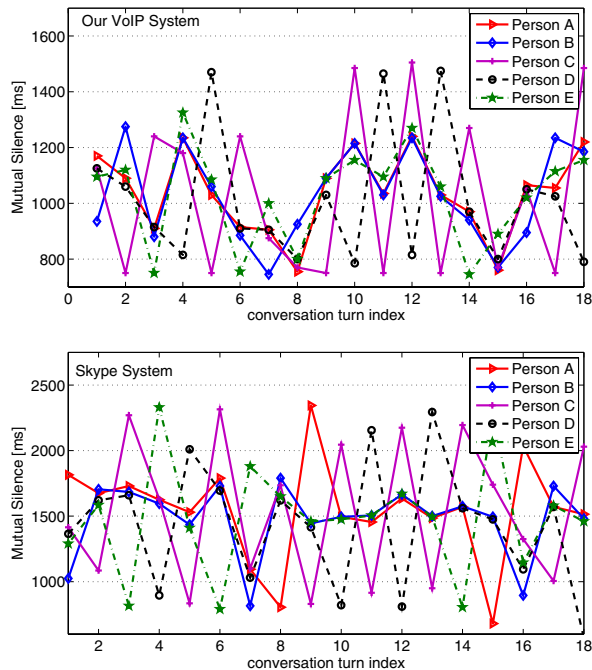 Our VoIP System
Person A
Person B
Person C
Person D
Person E
1600
1400
1200
1000
800
Mutual Silence [ms]
0 2 4 6 8 10 12 14 16 18
conversation turn index
Skype System
Person A
Person B
Person C
Person D
Person E
2500
2000
1500
1000
Mutual Silence [ms]
2 4 6 8 10 12 14 16 18
conversation turn index